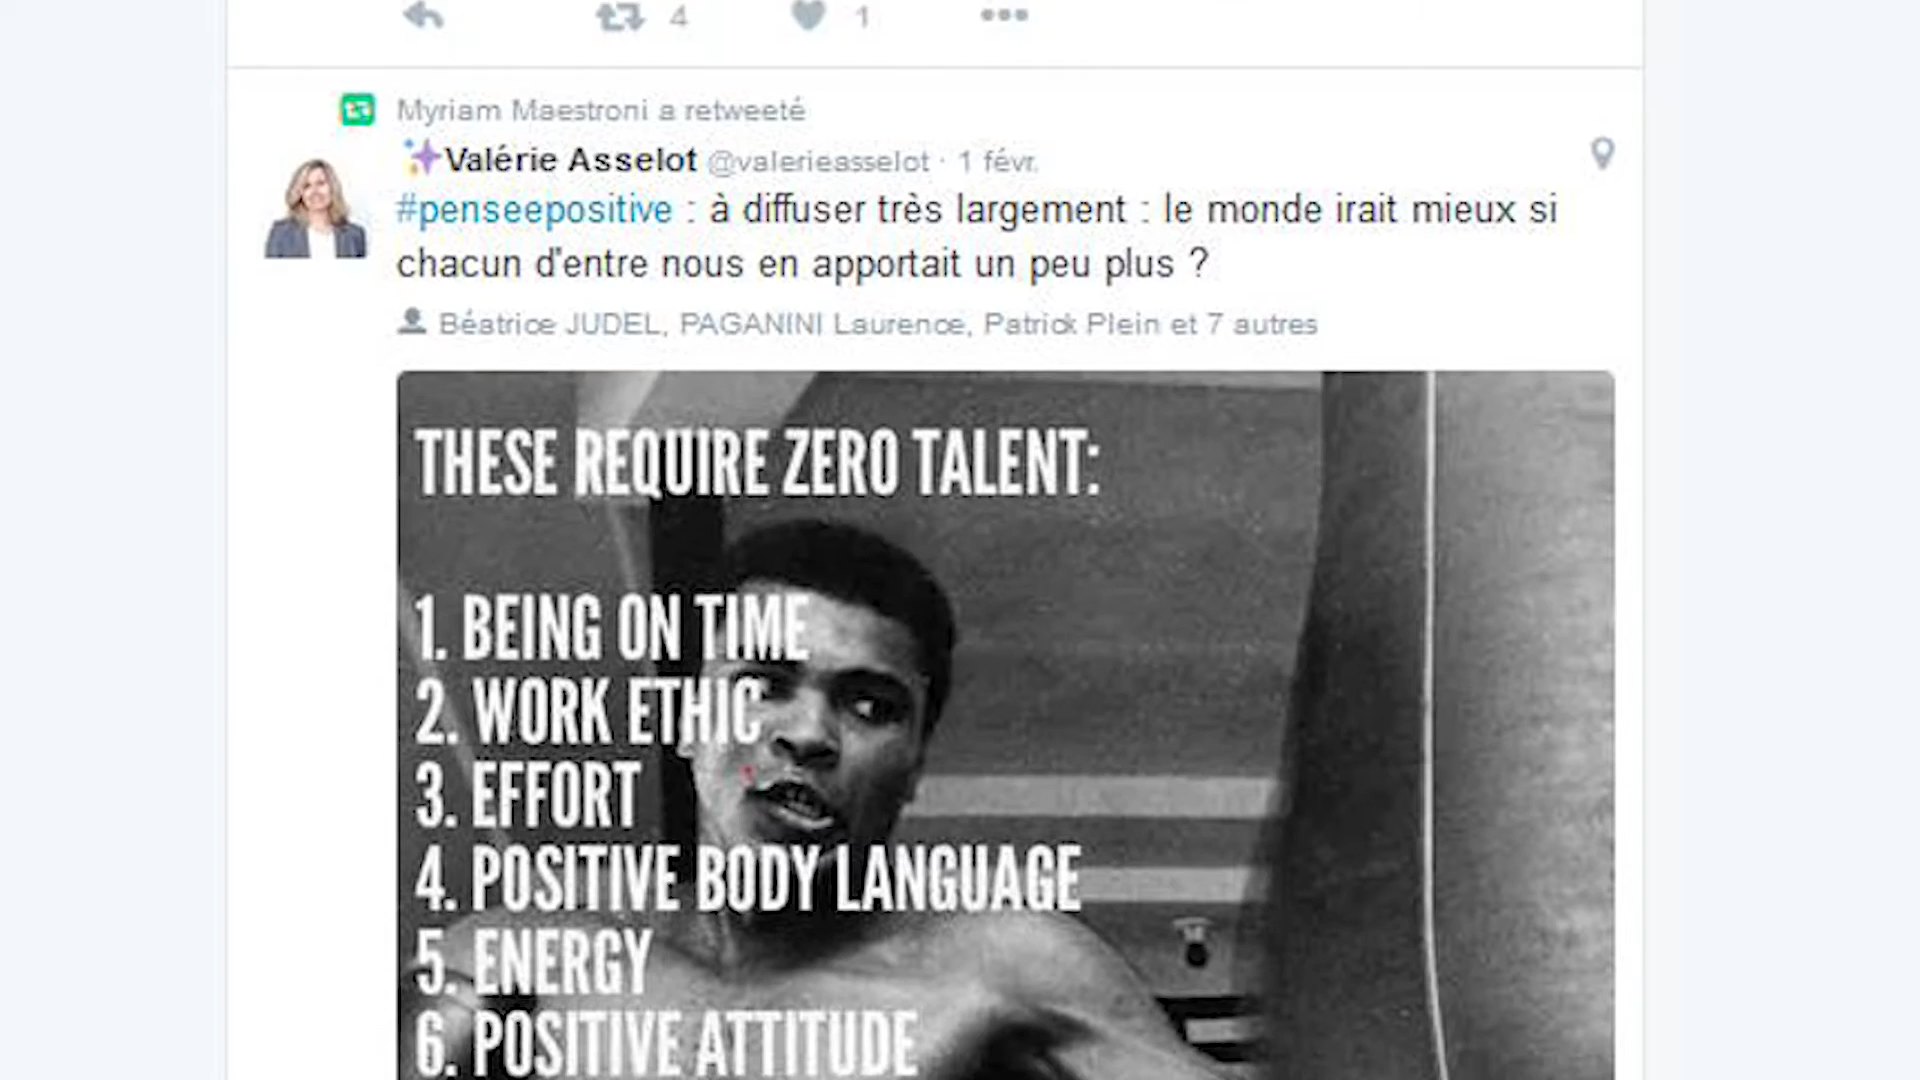 4 1
Myriam Maestroni a retweeté
Valérie Asselot @valerieasselot · 1 févr.
#penseepositive : à diffuser très largement : le monde irait mieux si
chacun d'entre nous en apportait un peu plus ?
Béatrice JUDEL, PAGANINI Laurence, Patrick Plein et 7 autres
THESE REQUIRE ZERO TALENT:
1. BEING ON TIME
2. WORK ETHIC
3. EFFORT
4. POSITIVE BODY LANGUAGE
5. ENERGY
6. POSITIVE ATTITUDE